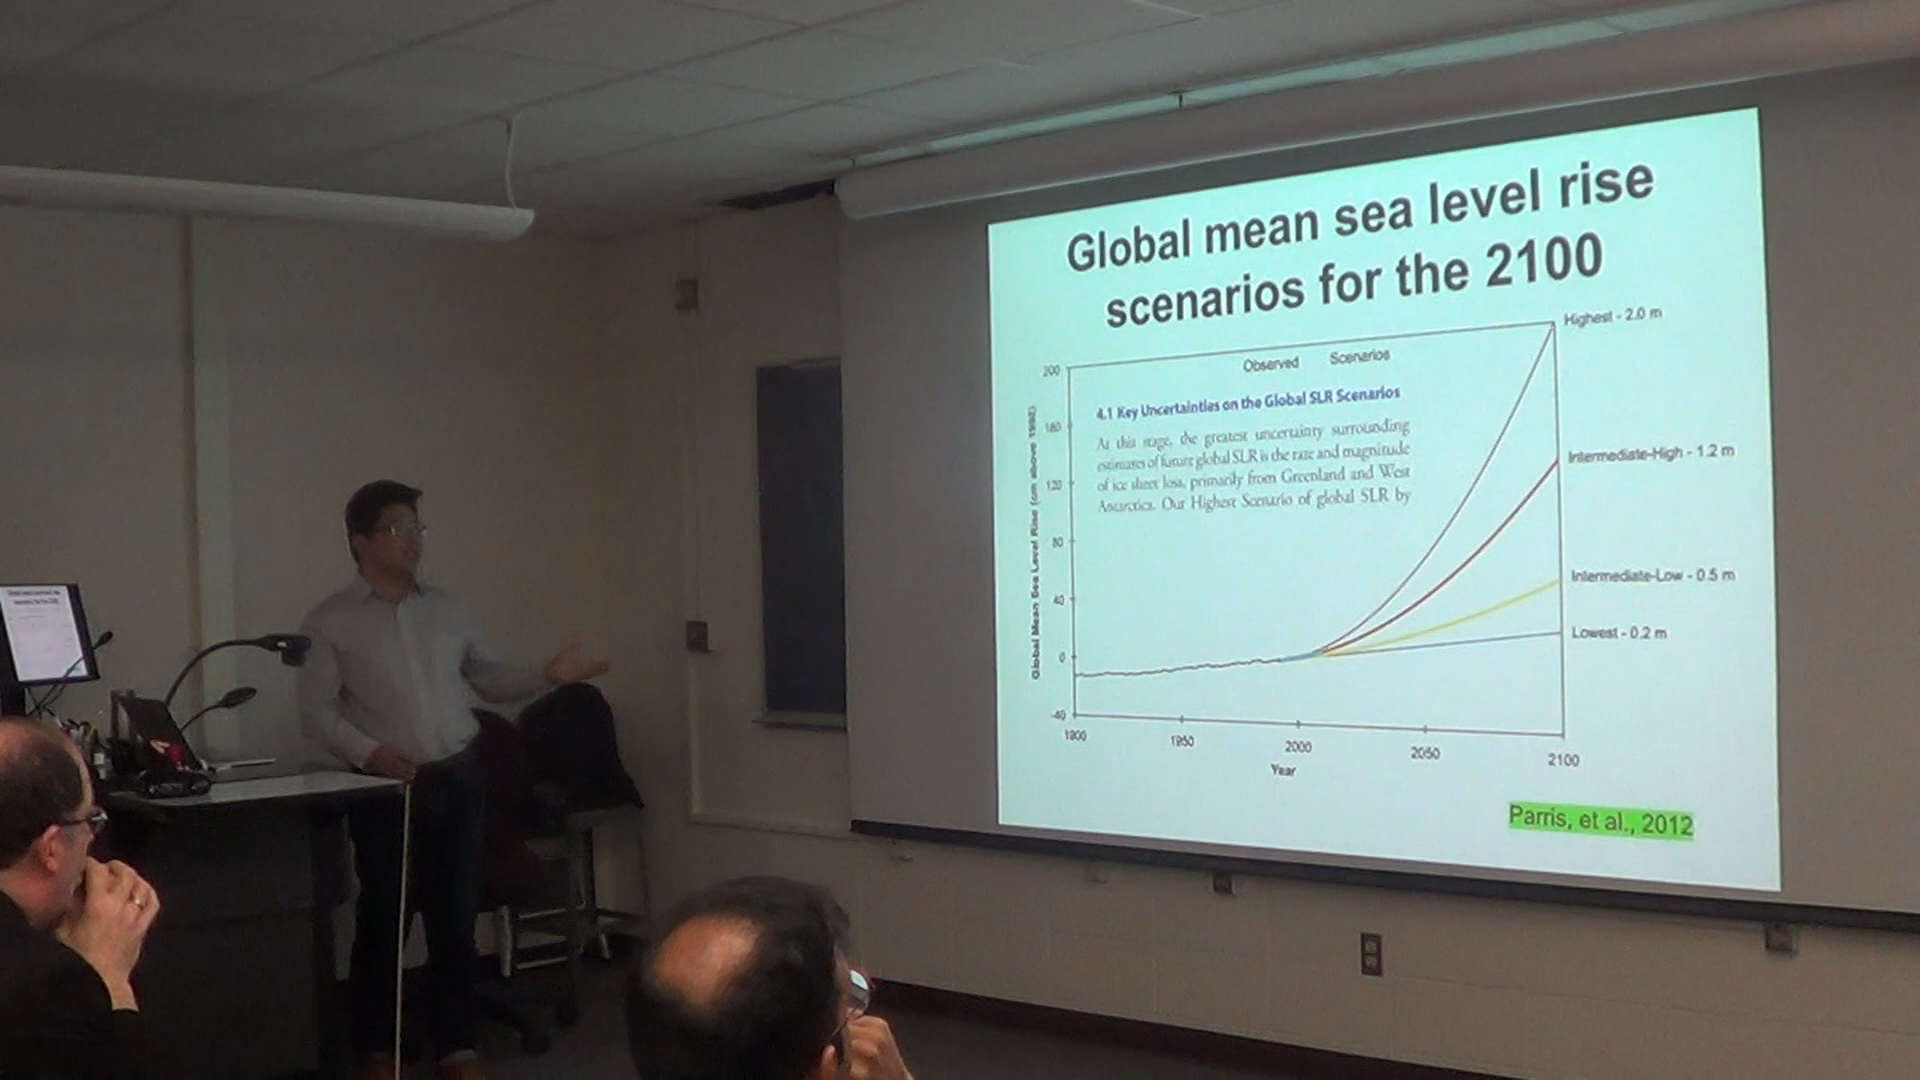 Global mean sea level rise
scenarios for the 2100
Highest - 2.0 m
Observed Scenarios
200
4.1 Key Uncertainties on the Global SLR Scenarios
At this stage, the greatest uncertainty surrounding
estimates of future global SLR is the rate and magnitude
of ice sheet loss, primarily from Greenland and West
Antarctica. Our Highest Scenario of global SLR by
160
120
80
40
0
-40
Global Mean Sea Level Rise (cm above 1992)
Intermediate-High - 1.2 m
Intermediate-Low - 0.5 m
Lowest - 0.2 m
1900 1950 2000 2050 2100
Year
Parris, et al., 2012